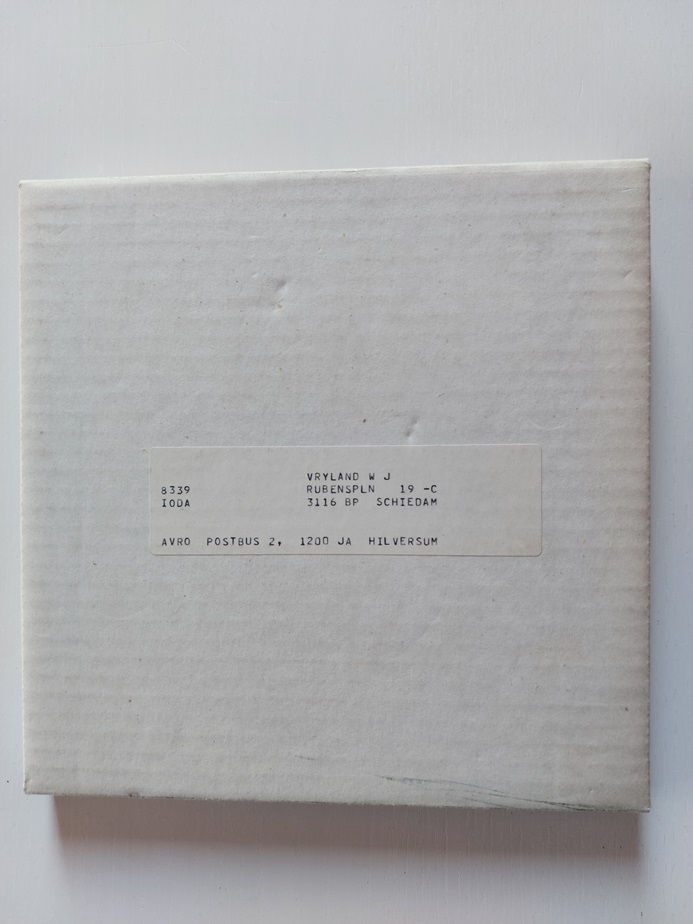 VRYLAND W J
8339 RUBENSPLN 19 -C
IODA 3116 BP SCHIEDAM
AVRO POSTBUS 2, 1200 JA HILVERSUM